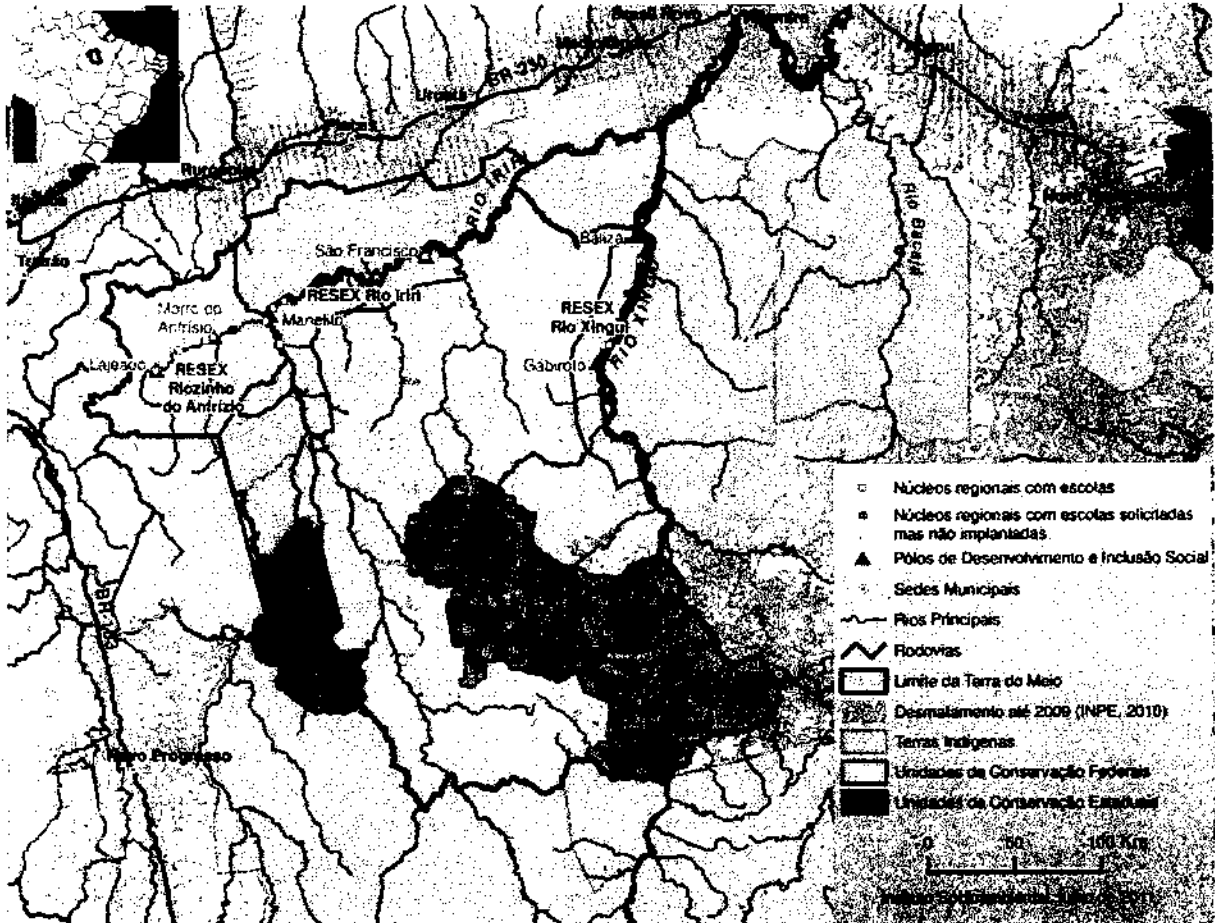 BR-230
Uruará
Placas
Rurópolis
Trairão
RIO IRIRI
São Francisco
Baliza
RESEX Rio Iriri
Morro do
Anfrísio
Manelito
RESEX
Rio Xingu
RIO XINGU
Rio Bacajá
Lajeado
RESEX
Riozinho
do Anfrízio
Gabiroto
Novo Progresso
Núcleos regionais com escolas
Núcleos regionais com escolas solicitadas
mas não implantadas
Pólos de Desenvolvimento e Inclusão Social
Sedes Municipais
Rios Principais
Rodovias
Limite da Terra do Meio
Desmatamento até 2009 (INPE, 2010)
Terras Indígenas
Unidades de Conservação Federais
Unidades de Conservação Estaduais
0 50 100 Km